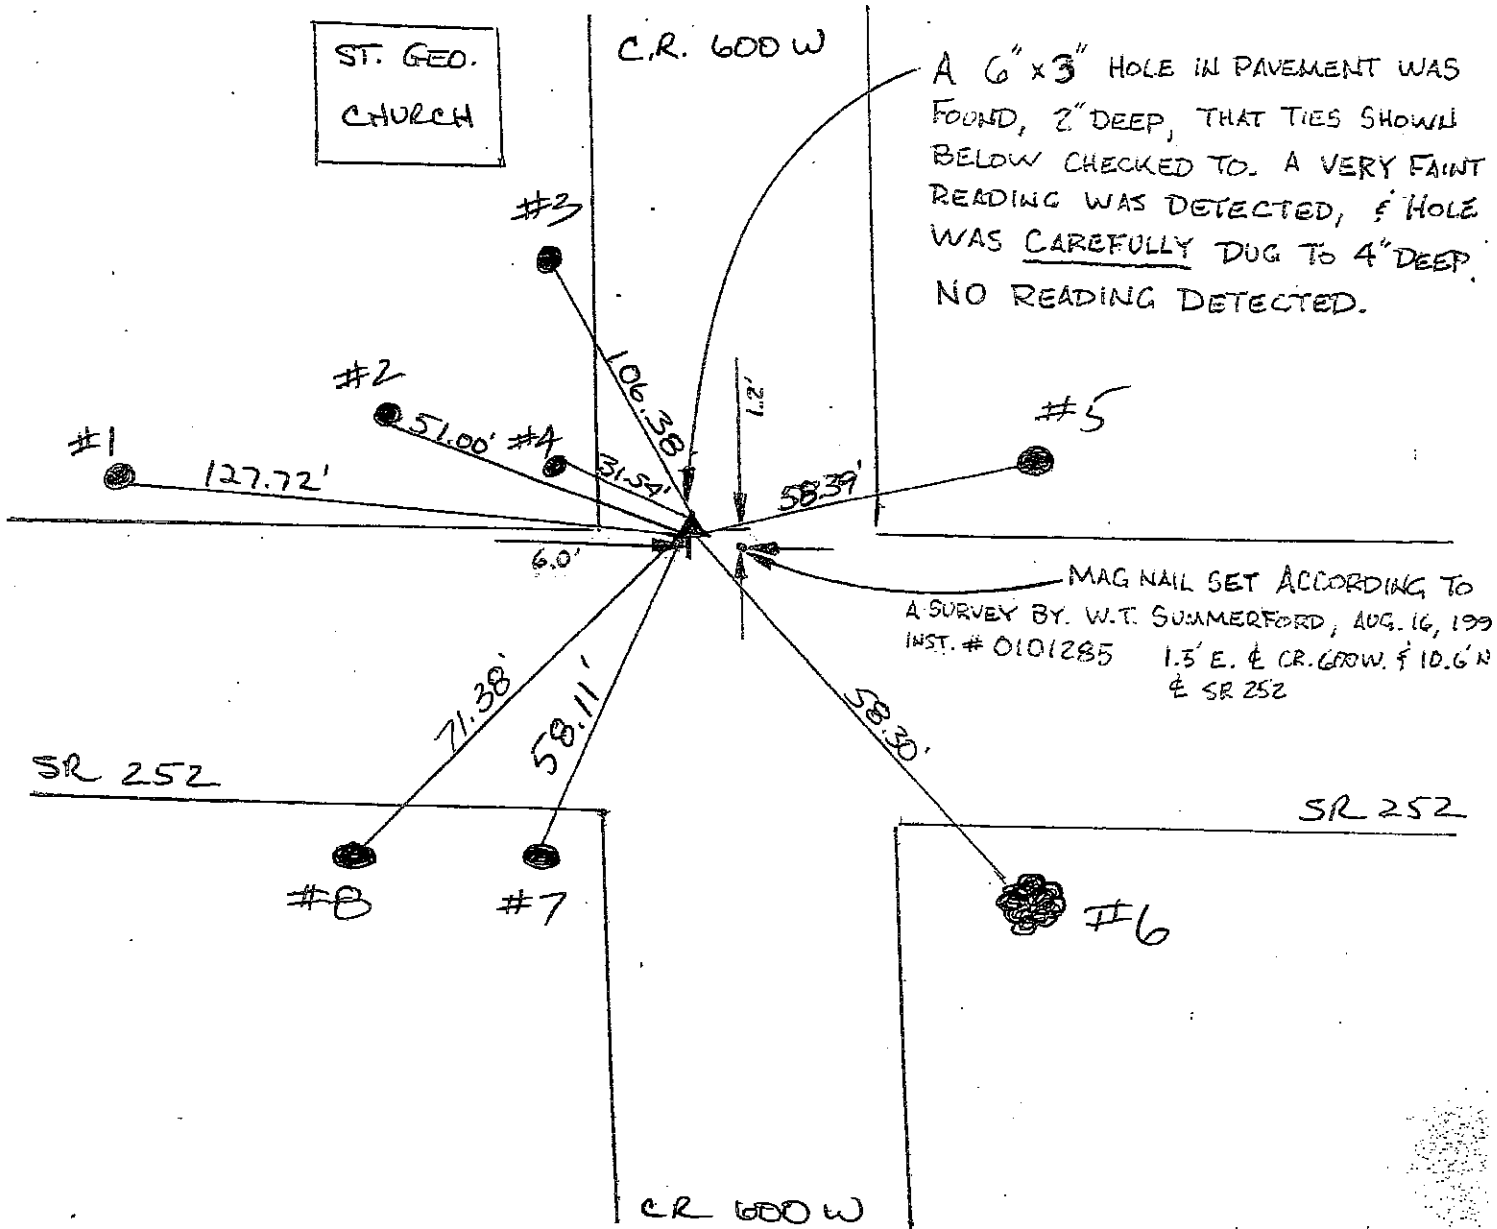 ST. GEO.
CHURCH
C.R. 600 W
A 6" x 3" HOLE IN PAVEMENT WAS
FOUND, 2" DEEP, THAT TIES SHOWN
BELOW CHECKED TO. A VERY FAINT
READING WAS DETECTED, & HOLE
WAS CAREFULLY DUG TO 4" DEEP.
NO READING DETECTED.
#3
106.38'
1.2'
#2
51.00'
#4
31.54'
#5
58.39'
#1
127.72'
6.0'
MAG NAIL SET ACCORDING TO
A SURVEY BY. W.T. SUMMERFORD, AUG. 16, 199
INST. # 0101285 1.5' E. ℄ CR. 600W. & 10.6' N
℄ SR 252
71.38'
58.11'
58.30'
SR 252
SR 252
#8
#7
#6
CR 600 W